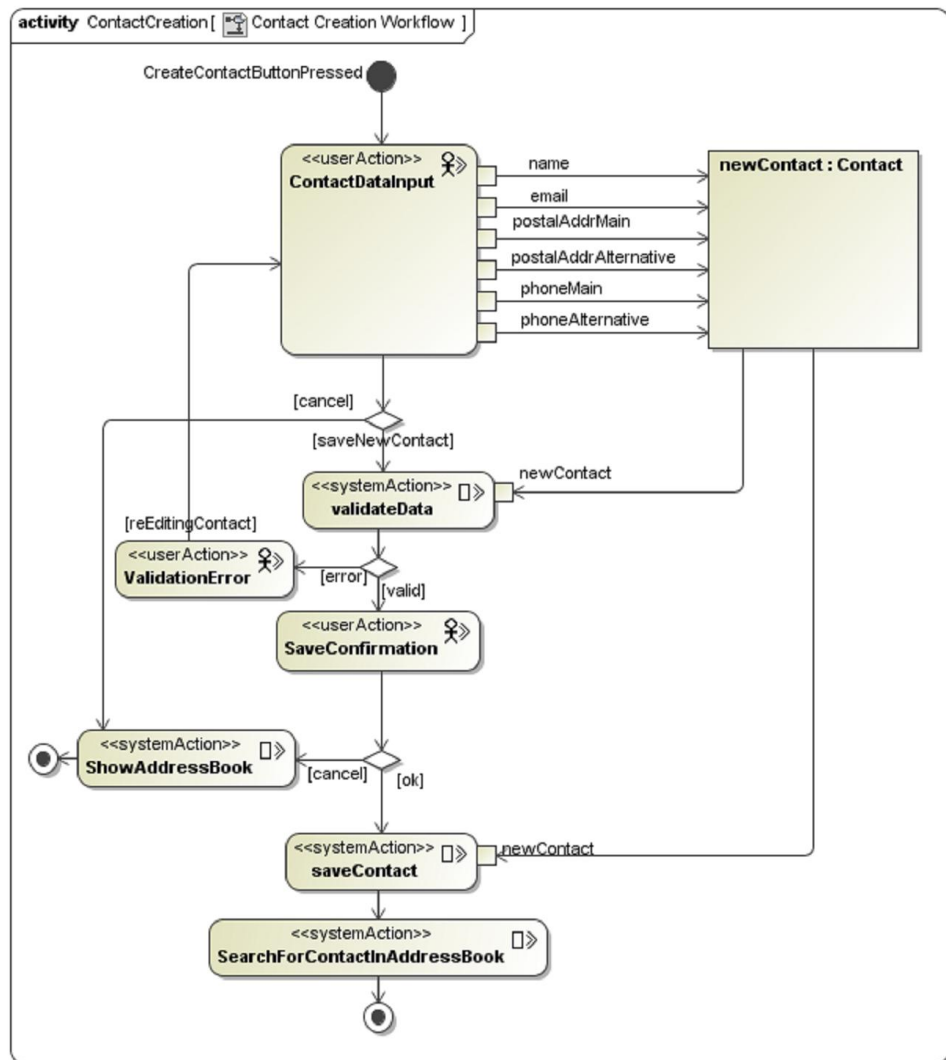 activity ContactCreation[ Contact Creation Workflow ]
CreateContactButtonPressed
<<userAction>>
ContactDataInput
name
email
postalAddrMain
postalAddrAlternative
phoneMain
phoneAlternative
newContact : Contact
[cancel]
[saveNewContact]
<<systemAction>>
validateData
newContact
[reEditingContact]
<<userAction>>
ValidationError
[error]
[valid]
<<userAction>>
SaveConfirmation
<<systemAction>>
ShowAddressBook
[cancel]
[ok]
<<systemAction>>
saveContact
newContact
<<systemAction>>
SearchForContactInAddressBook